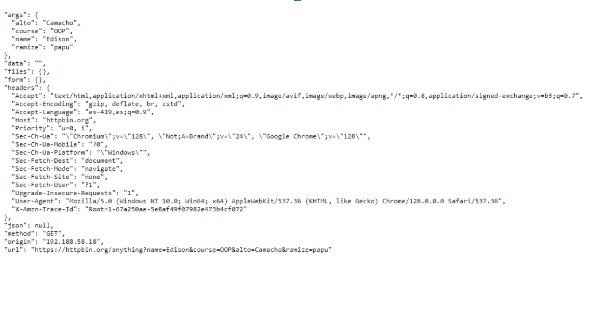 "args": {
"alto": "Camacho",
"course": "OOP",
"name": "Edison",
"ramize": "papu"
},
"data": "",
"files": {},
"form": {},
"headers": {
"Accept": "text/html,application/xhtml+xml,application/xml;q=0.9,image/avif,image/webp,image/apng,*/*;q=0.8,application/signed-exchange;v=b3;q=0.7",
"Accept-Encoding": "gzip, deflate, br, zstd",
"Accept-Language": "es-419,es;q=0.9",
"Host": "httpbin.org",
"Priority": "u=0, i",
"Sec-Ch-Ua": "\"Chromium\";v=\"128\", \"Not;A=Brand\";v=\"24\", \"Google Chrome\";v=\"128\"",
"Sec-Ch-Ua-Mobile": "?0",
"Sec-Ch-Ua-Platform": "\"Windows\"",
"Sec-Fetch-Dest": "document",
"Sec-Fetch-Mode": "navigate",
"Sec-Fetch-Site": "none",
"Sec-Fetch-User": "?1",
"Upgrade-Insecure-Requests": "1",
"User-Agent": "Mozilla/5.0 (Windows NT 10.0; Win64; x64) AppleWebKit/537.36 (KHTML, like Gecko) Chrome/128.0.0.0 Safari/537.36",
"X-Amzn-Trace-Id": "Root=1-67a250ae-5e8af49f07982e473b4cf072"
},
"json": null,
"method": "GET",
"origin": "192.188.58.18",
"url": "https://httpbin.org/anything?name=Edison&course=OOP&alto=Camacho&ramize=papu"